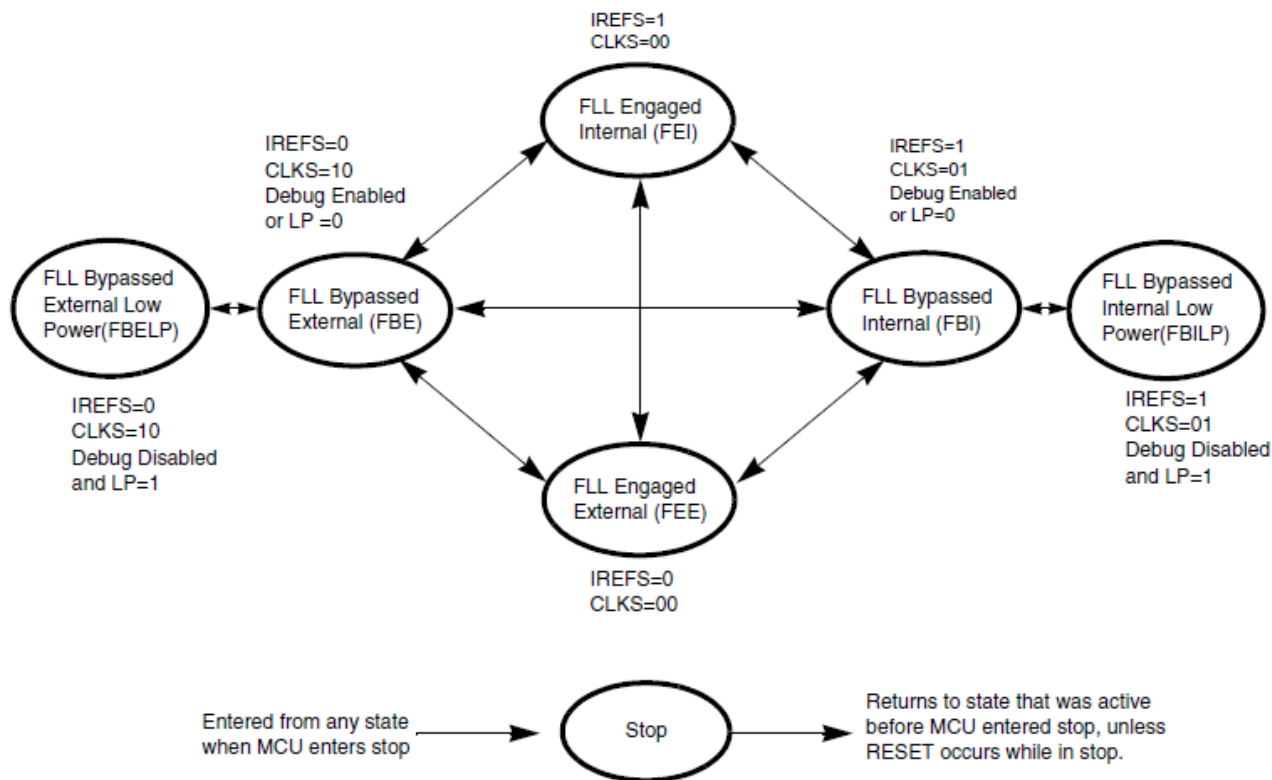 IREFS=1
CLKS=00
FLL Engaged
Internal (FEI)
IREFS=0
CLKS=10
Debug Enabled
or LP =0
IREFS=1
CLKS=01
Debug Enabled
or LP=0
FLL Bypassed
External Low
Power(FBELP)
FLL Bypassed
External (FBE)
FLL Bypassed
Internal (FBI)
FLL Bypassed
Internal Low
Power(FBILP)
IREFS=0
CLKS=10
Debug Disabled
and LP=1
IREFS=1
CLKS=01
Debug Disabled
and LP=1
FLL Engaged
External (FEE)
IREFS=0
CLKS=00
Entered from any state
when MCU enters stop
Stop
Returns to state that was active
before MCU entered stop, unless
RESET occurs while in stop.